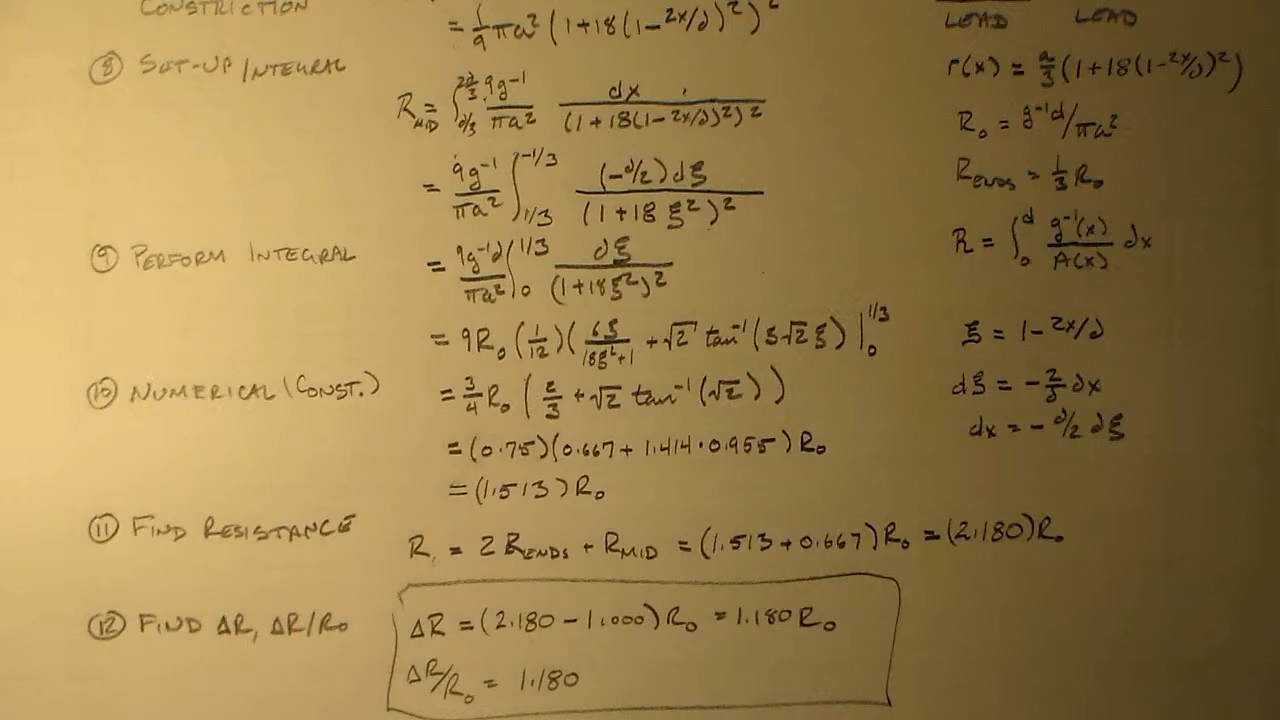 CONSTRICTION
= 1/9 πa² (1+18(1-2x/d)²)²
LEAD LEAD
⑧ SET-UP INTEGRAL
r(x) = a/3 (1+18(1-2x/d)²)
R_MID = ∫_{d/3}^{2d/3} 9g⁻¹/πa² dx/(1+18(1-2x/d)²)²
R₀ = g⁻¹d/πa²
= 9g⁻¹/πa² ∫_{1/3}^{-1/3} (-d/2)dξ/(1+18ξ²)²
R_ENDS = 1/3 R₀
R = ∫_0^d g⁻¹(x)/A(x) dx
⑨ PERFORM INTEGRAL
= 9g⁻¹d/πa² ∫_0^{1/3} dξ/(1+18ξ²)²
= 9R₀ (1/12)(6ξ/18ξ²+1 + √2 tan⁻¹(3√2ξ)) |_0^{1/3}
ξ = 1-2x/d
⑩ NUMERICAL (CONST.)
= 3/4 R₀ (2/3 + √2 tan⁻¹(√2))
dξ = -2/d dx
dx = -d/2 dξ
= (0.75)(0.667 + 1.414·0.955) R₀
= (1.513) R₀
⑪ FIND RESISTANCE
R = 2 R_ENDS + R_MID = (1.513+0.667)R₀ = (2.180)R₀
⑫ FIND ΔR, ΔR/R₀
ΔR = (2.180 - 1.000) R₀ = 1.180 R₀
ΔR/R₀ = 1.180